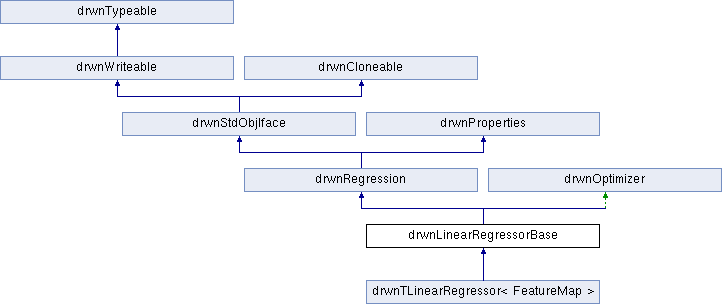 drwnTypeable
drwnWriteable
drwnCloneable
drwnStdObjIface
drwnProperties
drwnRegression
drwnOptimizer
drwnLinearRegressorBase
drwnTLinearRegressor< FeatureMap >